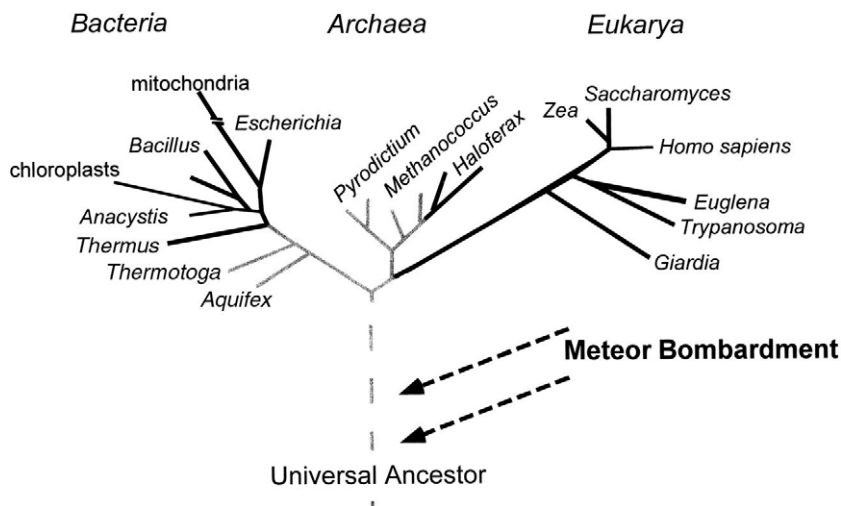 Bacteria
Archaea
Eukarya
mitochondria
Escherichia
Bacillus
chloroplasts
Anacystis
Thermus
Thermotoga
Aquifex
Pyrodictium
Methanococcus
Haloferax
Zea
Saccharomyces
Homo sapiens
Euglena
Trypanosoma
Giardia
Meteor Bombardment
Universal Ancestor